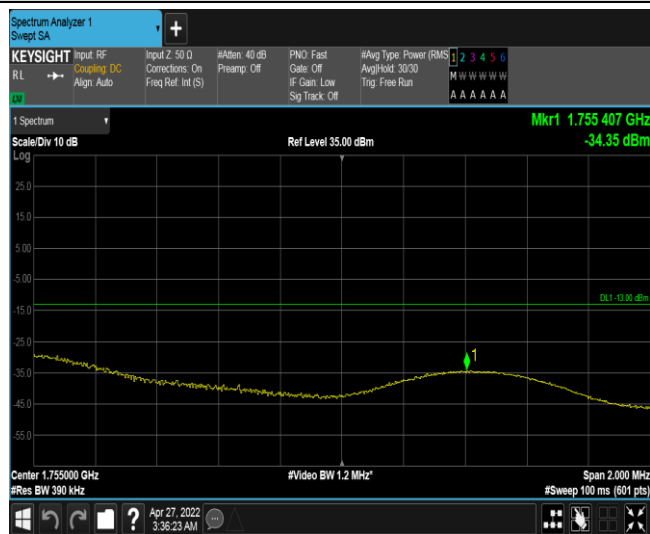 Spectrum Analyzer 1
Swept SA
+
KEYSIGHT
Input: RF
Input Z: 50 Ω
#Atten: 40 dB
PNO: Fast
#Avg Type: Power (RMS
1 2 3 4 5 6
RL
Coupling: DC
Corrections: On
Preamp: Off
Gate: Off
Avg|Hold: 30/30
M W W W W W
Align: Auto
Freq Ref: Int (S)
IF Gain: Low
Trig: Free Run
Sig Track: Off
A A A A A A
1 Spectrum
Mkr1 1.755 407 GHz
Scale/Div 10 dB
Ref Level 35.00 dBm
-34.35 dBm
Log
25.0
15.0
5.00
-5.00
DL1 -13.00 dBm
-15.0
-25.0
1
-35.0
-45.0
-55.0
Center 1.755000 GHz
#Video BW 1.2 MHz*
Span 2.000 MHz
#Res BW 390 kHz
#Sweep 100 ms (601 pts)
?
Apr 27, 2022
3:36:23 AM